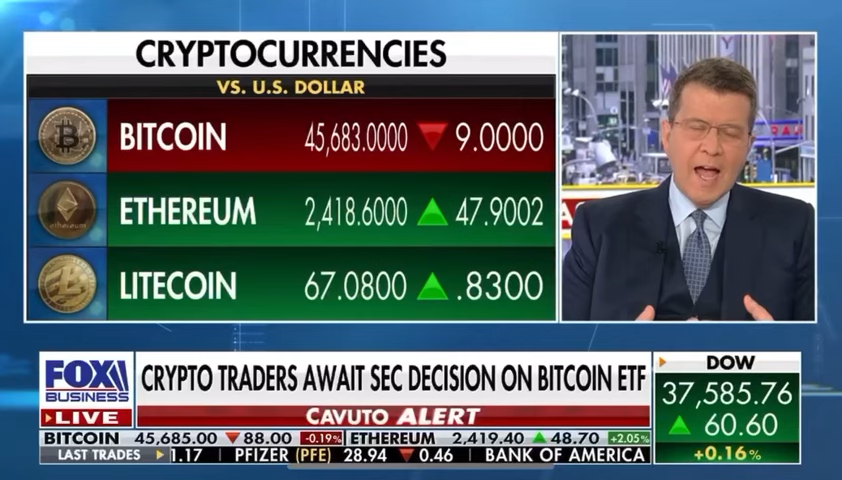 CRYPTOCURRENCIES
VS. U.S. DOLLAR
BITCOIN 45,683.0000 ▼ 9.0000
ethereum
ETHEREUM 2,418.6000 ▲ 47.9002
LITECOIN 67.0800 ▲ .8300
FOX
BUSINESS
LIVE
CRYPTO TRADERS AWAIT SEC DECISION ON BITCOIN ETF
CAVUTO ALERT
DOW
37,585.76
▲ 60.60
+0.16%
BITCOIN 45,685.00 ▼ 88.00 -0.19% ETHEREUM 2,419.40 ▲ 48.70 +2.05%
LAST TRADES 1.17 PFIZER (PFE) 28.94 ▼ 0.46 BANK OF AMERICA